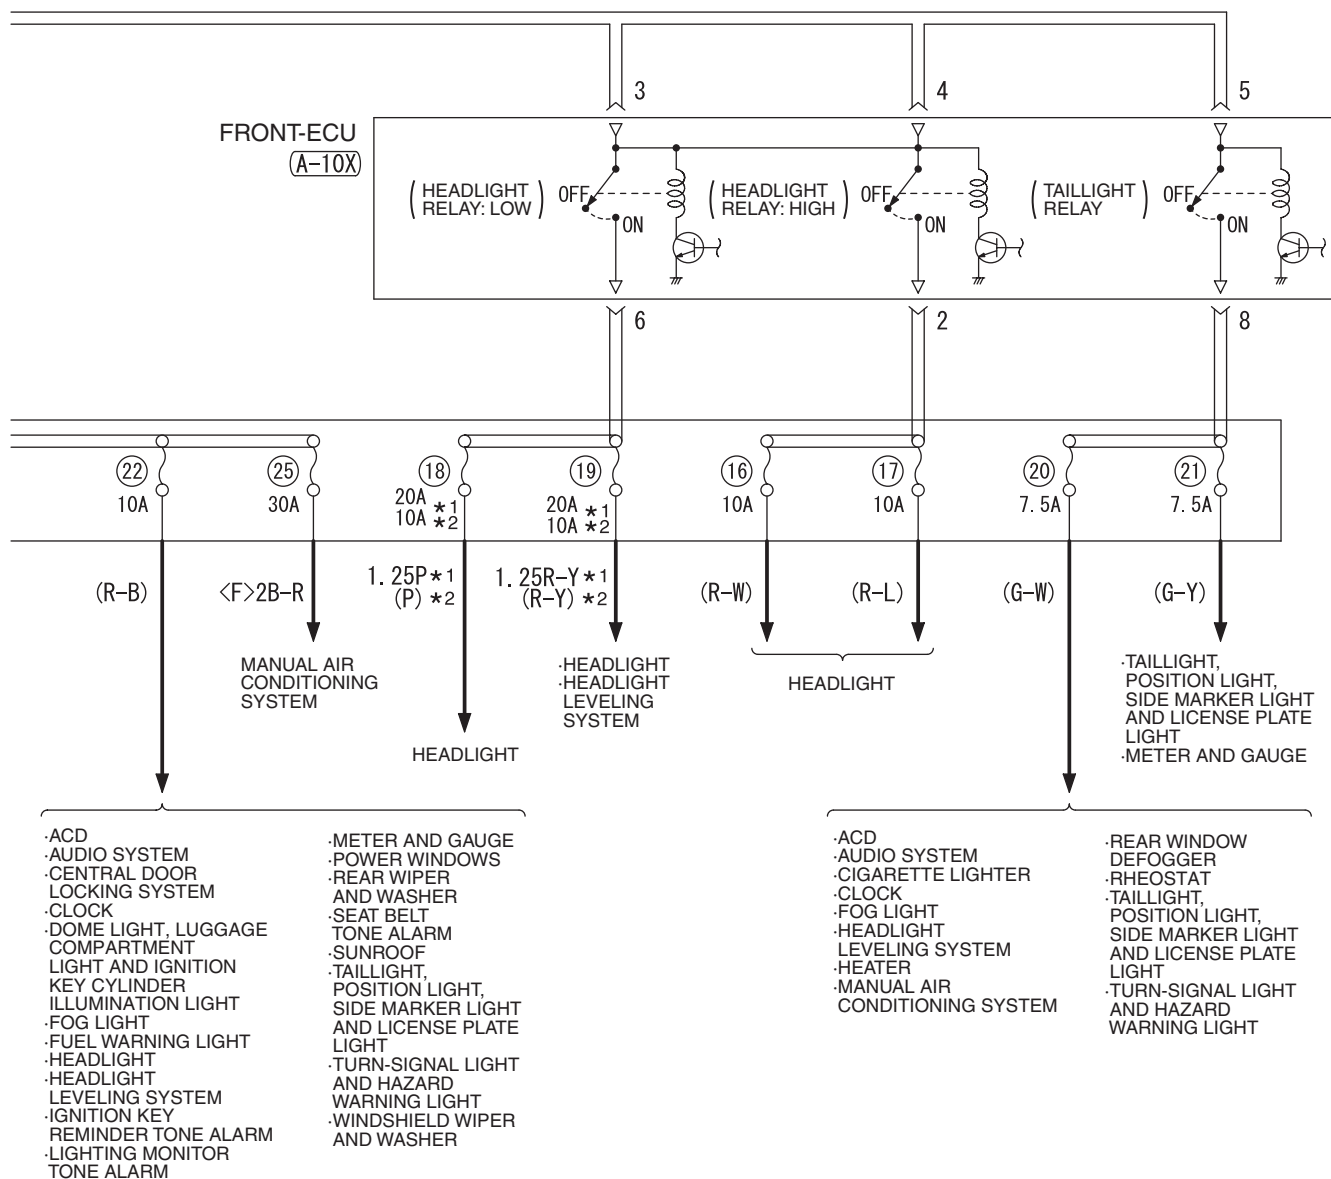 3
4
5
FRONT-ECU
A-10X
(HEADLIGHT
RELAY: LOW)
OFF
ON
(HEADLIGHT
RELAY: HIGH)
OFF
ON
(TAILLIGHT
RELAY)
OFF
ON
6
2
8
22
10A
25
30A
18
20A *1
10A *2
19
20A *1
10A *2
16
10A
17
10A
20
7.5A
21
7.5A
(R-B)
<F>2B-R
1.25P*1
(P) *2
1.25R-Y*1
(R-Y) *2
(R-W)
(R-L)
(G-W)
(G-Y)
MANUAL AIR
CONDITIONING
SYSTEM
HEADLIGHT
·HEADLIGHT
·HEADLIGHT
LEVELING
SYSTEM
HEADLIGHT
·TAILLIGHT,
POSITION LIGHT,
SIDE MARKER LIGHT
AND LICENSE PLATE
LIGHT
·METER AND GAUGE
·ACD
·AUDIO SYSTEM
·CENTRAL DOOR
LOCKING SYSTEM
·CLOCK
·DOME LIGHT, LUGGAGE
COMPARTMENT
LIGHT AND IGNITION
KEY CYLINDER
ILLUMINATION LIGHT
·FOG LIGHT
·FUEL WARNING LIGHT
·HEADLIGHT
·HEADLIGHT
LEVELING SYSTEM
·IGNITION KEY
REMINDER TONE ALARM
·LIGHTING MONITOR
TONE ALARM
·METER AND GAUGE
·POWER WINDOWS
·REAR WIPER
AND WASHER
·SEAT BELT
TONE ALARM
·SUNROOF
·TAILLIGHT,
POSITION LIGHT,
SIDE MARKER LIGHT
AND LICENSE PLATE
LIGHT
·TURN-SIGNAL LIGHT
AND HAZARD
WARNING LIGHT
·WINDSHIELD WIPER
AND WASHER
·ACD
·AUDIO SYSTEM
·CIGARETTE LIGHTER
·CLOCK
·FOG LIGHT
·HEADLIGHT
LEVELING SYSTEM
·HEATER
·MANUAL AIR
CONDITIONING SYSTEM
·REAR WINDOW
DEFOGGER
·RHEOSTAT
·TAILLIGHT,
POSITION LIGHT,
SIDE MARKER LIGHT
AND LICENSE PLATE
LIGHT
·TURN-SIGNAL LIGHT
AND HAZARD
WARNING LIGHT